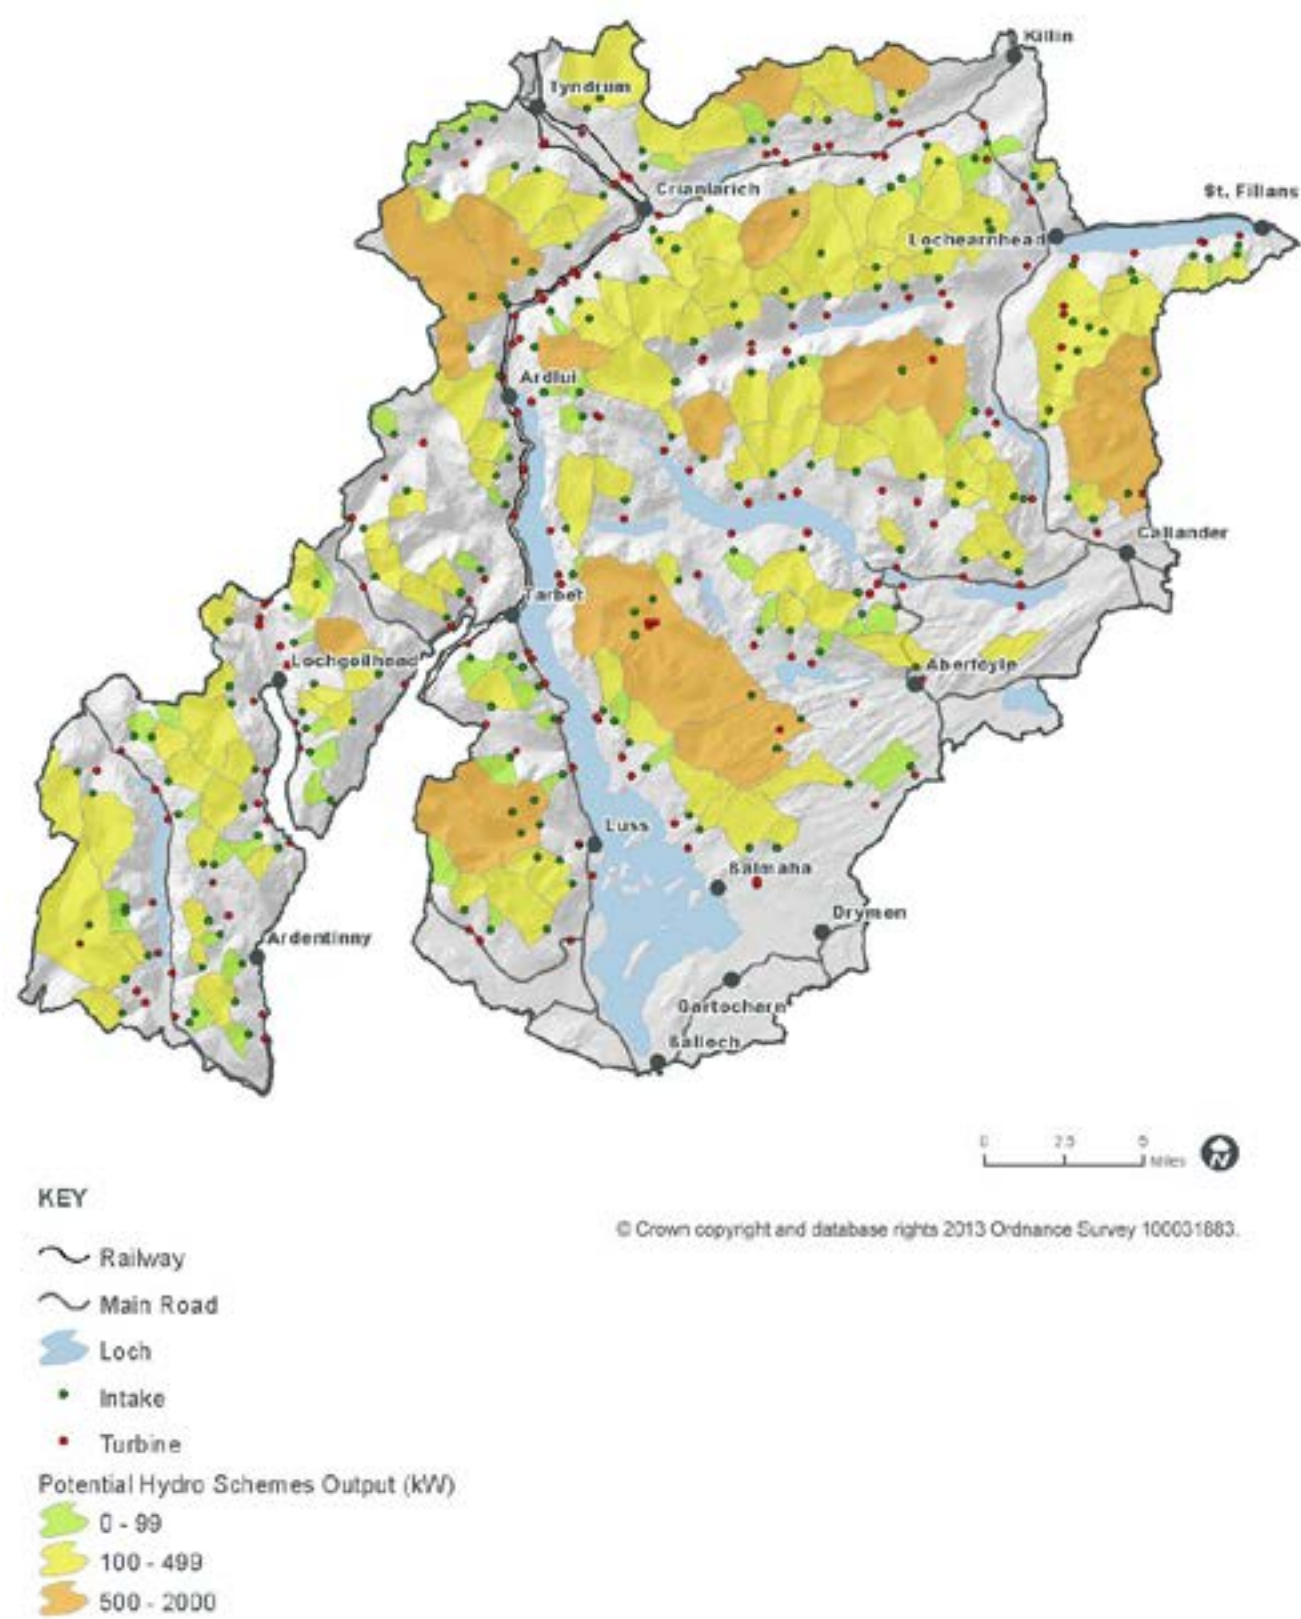 Killin
Tyndrum
Crianlarich
St. Fillans
Lochearnhead
Ardlui
Callander
Tarbet
Lochgoilhead
Aberfoyle
Luss
Balmaha
Drymen
Ardentinny
Gartocharn
Balloch
0 2.5 5
Miles
N
KEY
© Crown copyright and database rights 2013 Ordnance Survey 100031883.
Railway
Main Road
Loch
Intake
Turbine
Potential Hydro Schemes Output (kW)
0 - 99
100 - 499
500 - 2000